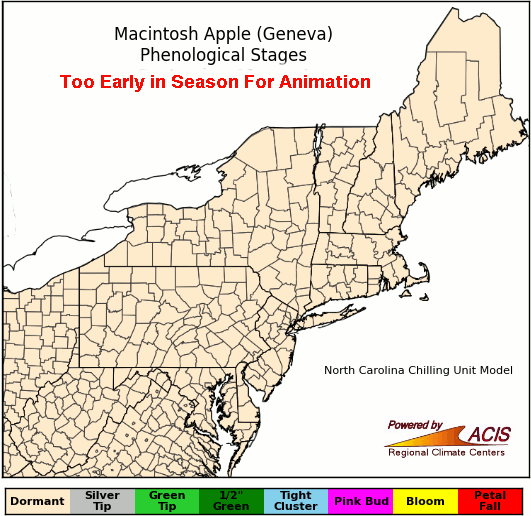 Macintosh Apple (Geneva)
Phenological Stages
Too Early in Season For Animation
North Carolina Chilling Unit Model
Powered by
ACIS
Regional Climate Centers
Dormant
Silver
Tip
Green
Tip
1/2"
Green
Tight
Cluster
Pink Bud
Bloom
Petal
Fall